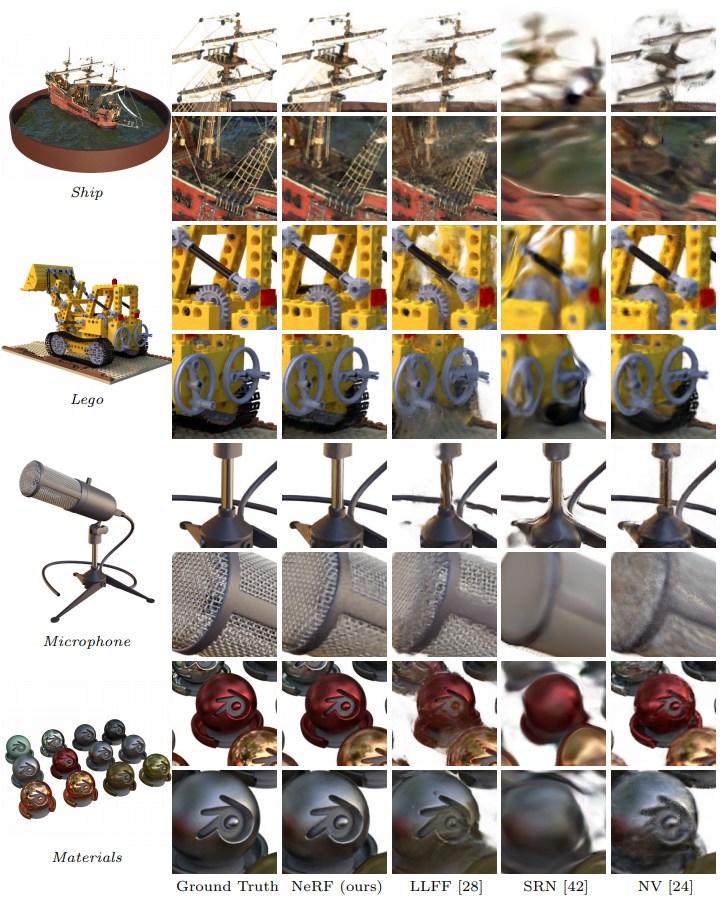 Ship
Lego
Microphone
Materials
Ground Truth NeRF (ours) LLFF [28] SRN [42] NV [24]